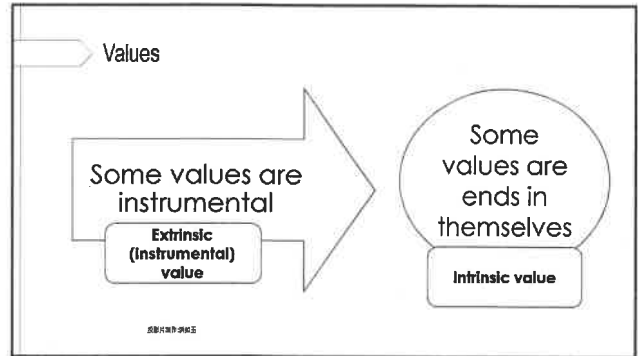 Values
Some values are
instrumental
Extrinsic
(instrumental)
value
Some
values are
ends in
themselves
Intrinsic value